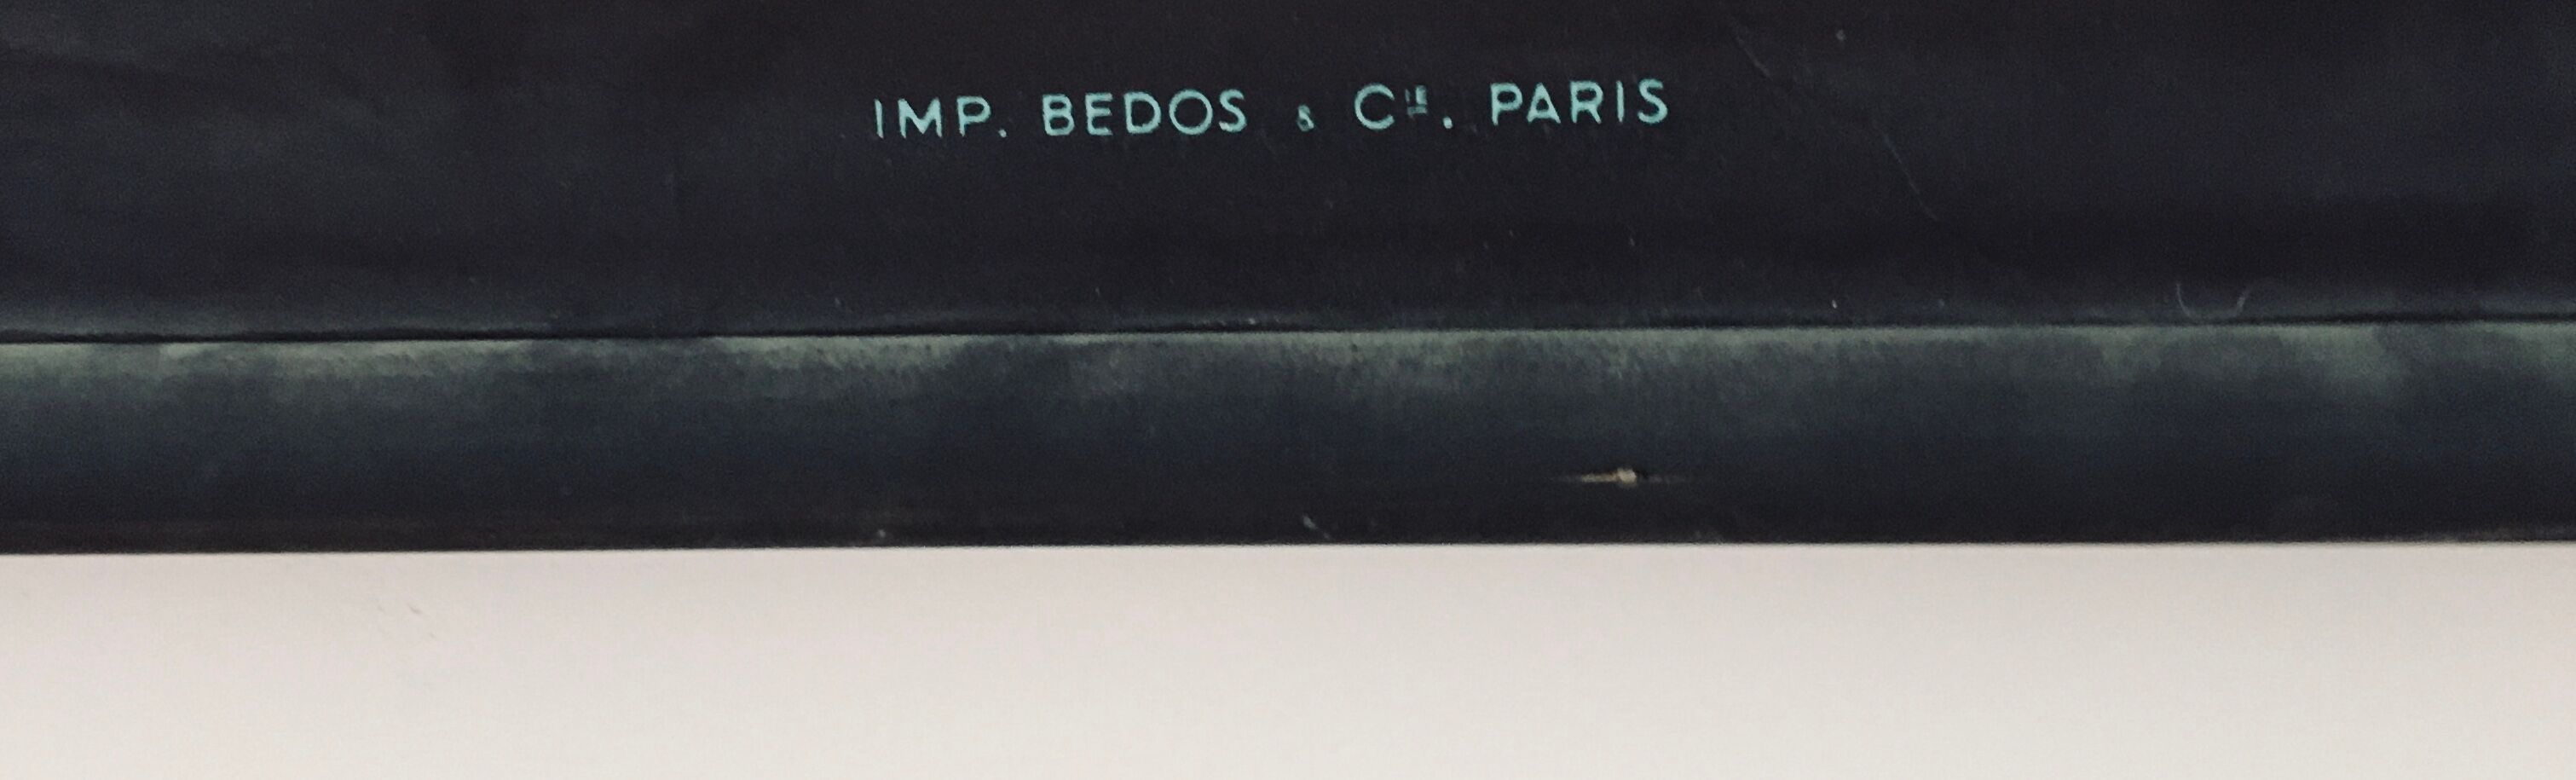 IMP. BEDOS & CIE. PARIS